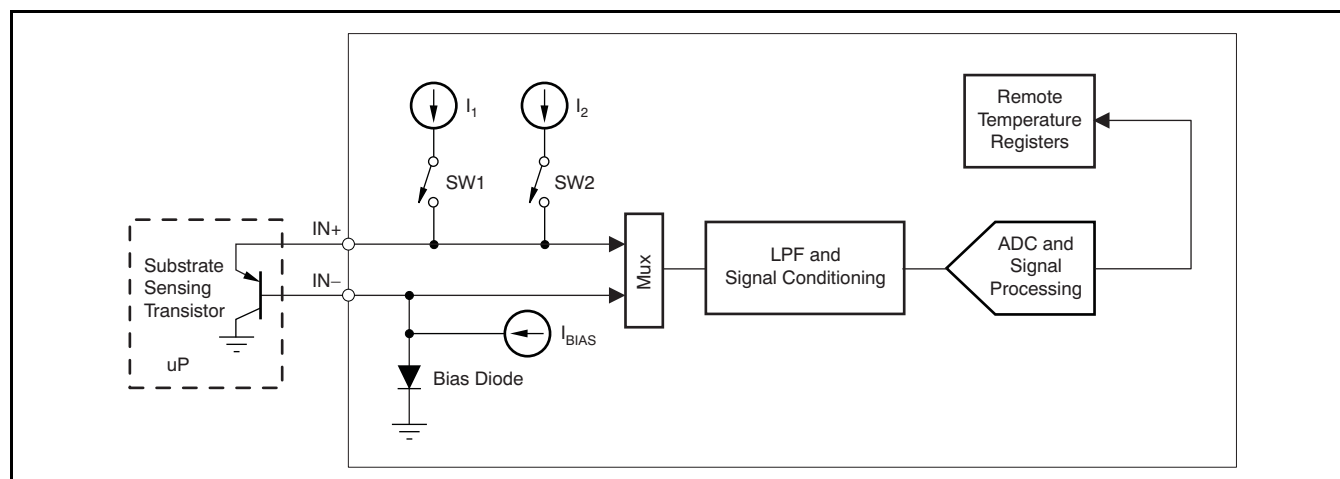 I1
I2
Remote
Temperature
Registers
SW1
SW2
IN+
Substrate
Sensing
Transistor
IN–
uP
Mux
LPF and
Signal Conditioning
ADC and
Signal
Processing
IBIAS
Bias Diode